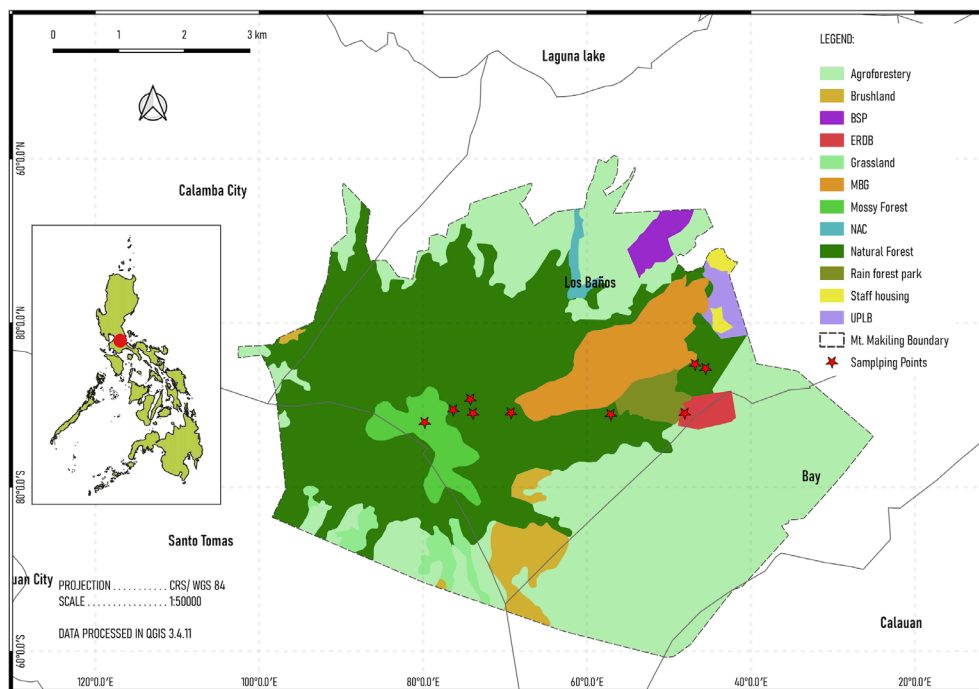 0 1 2 3 km
Laguna lake
LEGEND:
Agroforestery
Brushland
BSP
ERDB
Grassland
MBG
Mossy Forest
NAC
Natural Forest
Rain forest park
Staff housing
UPLB
Mt. Makiling Boundary
Samplping Points
60°0.0'N
Calamba City
Los Baños
80°0.0'N
Bay
80°0.0'S
Santo Tomas
uan City
PROJECTION . . . . . . . . . . . CRS/ WGS 84
SCALE . . . . . . . . . . . . . . . . 1:50000
DATA PROCESSED IN QGIS 3.4.11
Calauan
60°0.0'S
120°0.0'E 100°0.0'E 80°0.0'E 60°0.0'E 40°0.0'E 20°0.0'E